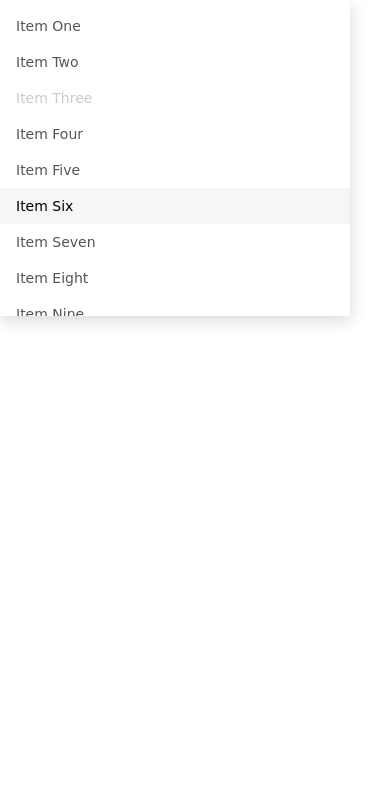 Item One
Item Two
Item Three
Item Four
Item Five
Item Six
Item Seven
Item Eight
Item Nine